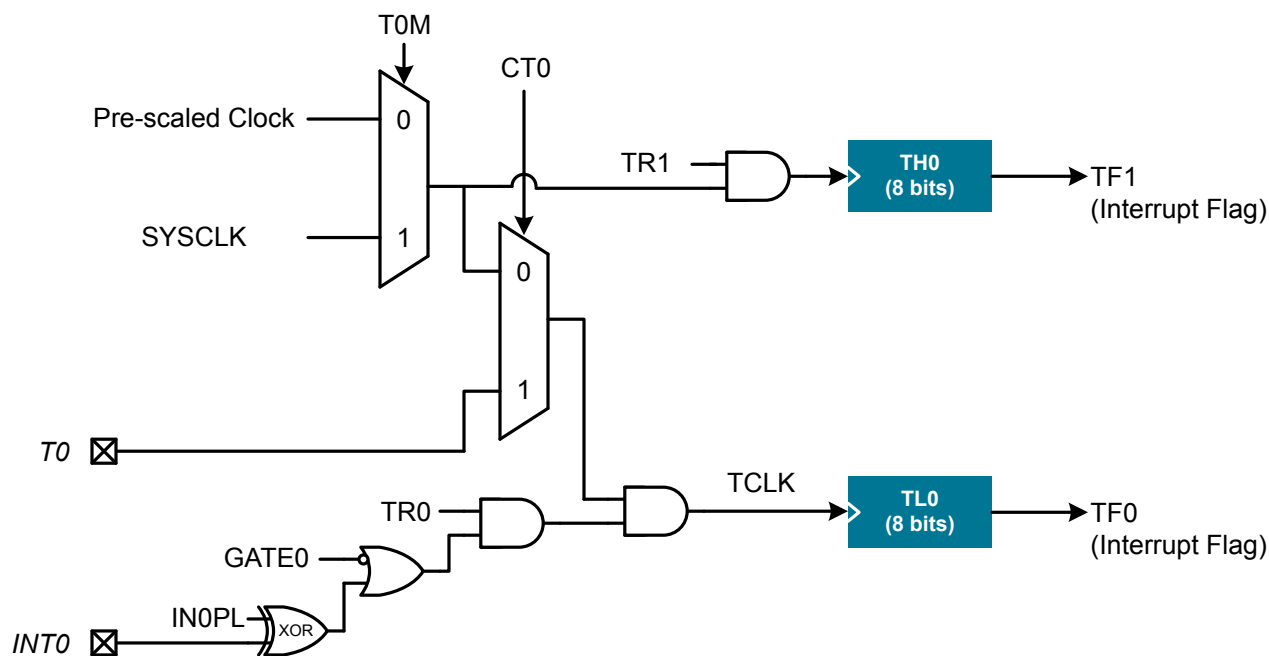 T0M
CT0
Pre-scaled Clock
0
TR1
TH0
(8 bits)
TF1
(Interrupt Flag)
SYSCLK
1
0
1
T0
TCLK
TL0
(8 bits)
TF0
(Interrupt Flag)
TR0
GATE0
IN0PL
XOR
INT0